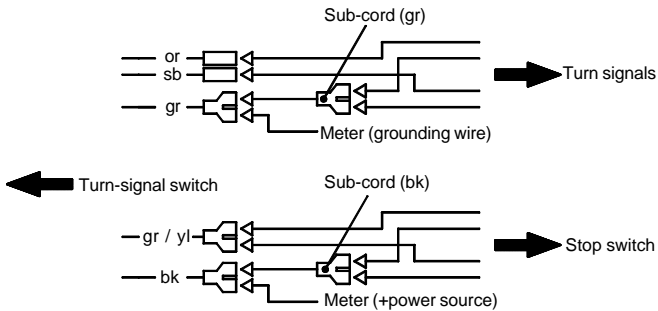 Sub-cord (gr)
or
sb
Turn signals
gr
Meter (grounding wire)
Turn-signal switch
Sub-cord (bk)
gr / yl
Stop switch
bk
Meter (+power source)